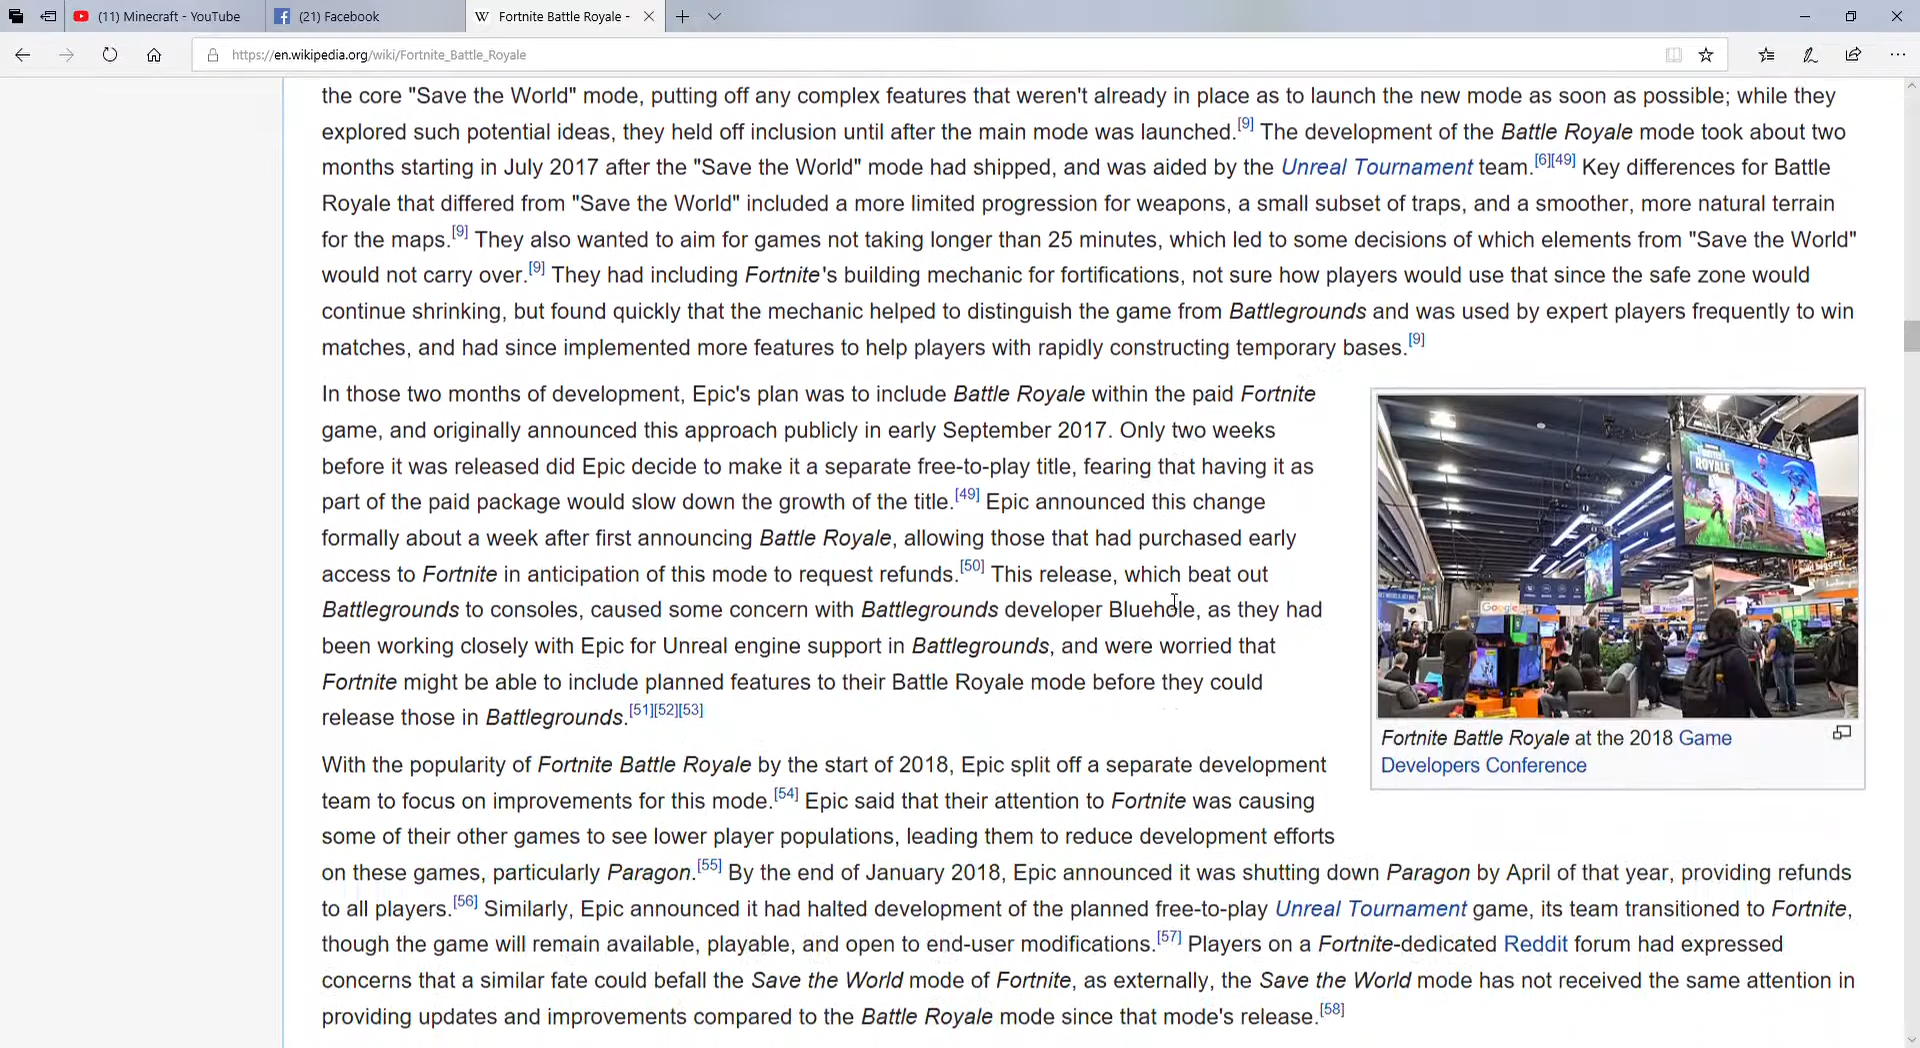 (11) Minecraft - YouTube
(21) Facebook
W Fortnite Battle Royale -
https://en.wikipedia.org/wiki/Fortnite_Battle_Royale
the core "Save the World" mode, putting off any complex features that weren't already in place as to launch the new mode as soon as possible; while they
explored such potential ideas, they held off inclusion until after the main mode was launched.[9] The development of the Battle Royale mode took about two
months starting in July 2017 after the "Save the World" mode had shipped, and was aided by the Unreal Tournament team.[6][49] Key differences for Battle
Royale that differed from "Save the World" included a more limited progression for weapons, a small subset of traps, and a smoother, more natural terrain
for the maps.[9] They also wanted to aim for games not taking longer than 25 minutes, which led to some decisions of which elements from "Save the World"
would not carry over.[9] They had including Fortnite's building mechanic for fortifications, not sure how players would use that since the safe zone would
continue shrinking, but found quickly that the mechanic helped to distinguish the game from Battlegrounds and was used by expert players frequently to win
matches, and had since implemented more features to help players with rapidly constructing temporary bases.[9]
In those two months of development, Epic's plan was to include Battle Royale within the paid Fortnite
game, and originally announced this approach publicly in early September 2017. Only two weeks
before it was released did Epic decide to make it a separate free-to-play title, fearing that having it as
part of the paid package would slow down the growth of the title.[49] Epic announced this change
formally about a week after first announcing Battle Royale, allowing those that had purchased early
access to Fortnite in anticipation of this mode to request refunds.[50] This release, which beat out
Battlegrounds to consoles, caused some concern with Battlegrounds developer Bluehole, as they had
been working closely with Epic for Unreal engine support in Battlegrounds, and were worried that
Fortnite might be able to include planned features to their Battle Royale mode before they could
release those in Battlegrounds.[51][52][53]
ROYALE
Google
Fortnite Battle Royale at the 2018 Game
Developers Conference
With the popularity of Fortnite Battle Royale by the start of 2018, Epic split off a separate development
team to focus on improvements for this mode.[54] Epic said that their attention to Fortnite was causing
some of their other games to see lower player populations, leading them to reduce development efforts
on these games, particularly Paragon.[55] By the end of January 2018, Epic announced it was shutting down Paragon by April of that year, providing refunds
to all players.[56] Similarly, Epic announced it had halted development of the planned free-to-play Unreal Tournament game, its team transitioned to Fortnite,
though the game will remain available, playable, and open to end-user modifications.[57] Players on a Fortnite-dedicated Reddit forum had expressed
concerns that a similar fate could befall the Save the World mode of Fortnite, as externally, the Save the World mode has not received the same attention in
providing updates and improvements compared to the Battle Royale mode since that mode's release.[58]